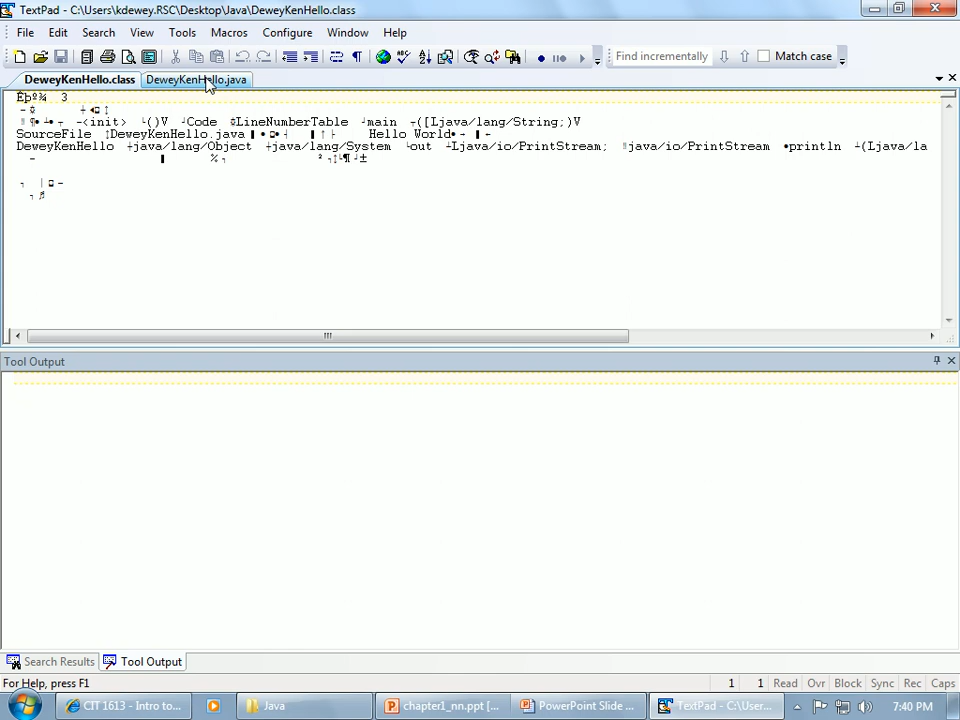 TextPad - C:\Users\kdewey.RSC\Desktop\Java\DeweyKenHello.class
File Edit Search View Tools Macros Configure Window Help
Find incrementally Match case
DeweyKenHello.class DeweyKenHello.java
Êþº¾ 3
-<init> ()V Code LineNumberTable main ([Ljava/lang/String;)V
SourceFile DeweyKenHello.java Hello World
DeweyKenHello java/lang/Object java/lang/System out Ljava/io/PrintStream; java/io/PrintStream println (Ljava/la
Tool Output
Search Results Tool Output
For Help, press F1 1 1 Read Ovr Block Sync Rec Caps
CIT 1613 - Intro to... Java chapter1_nn.ppt [... PowerPoint Slide ... TextPad - C:\User... 7:40 PM